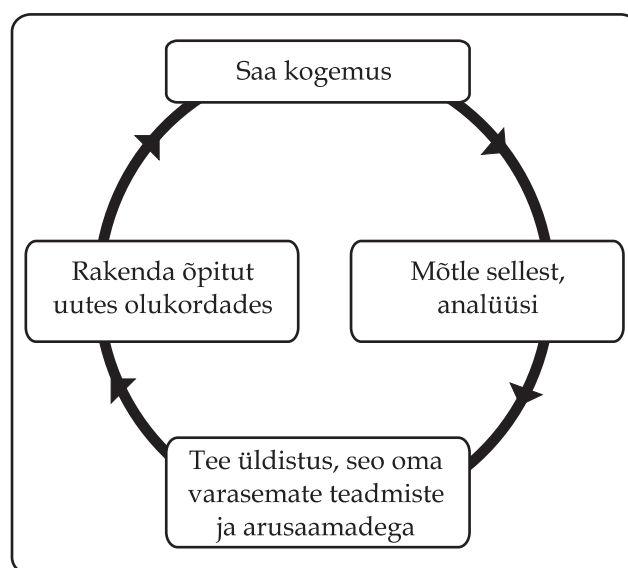 Saa kogemus
Mõtle sellest,
analüüsi
Tee üldistus, seo oma
varasemate teadmiste
ja arusaamadega
Rakenda õpitut
uutes olukordades